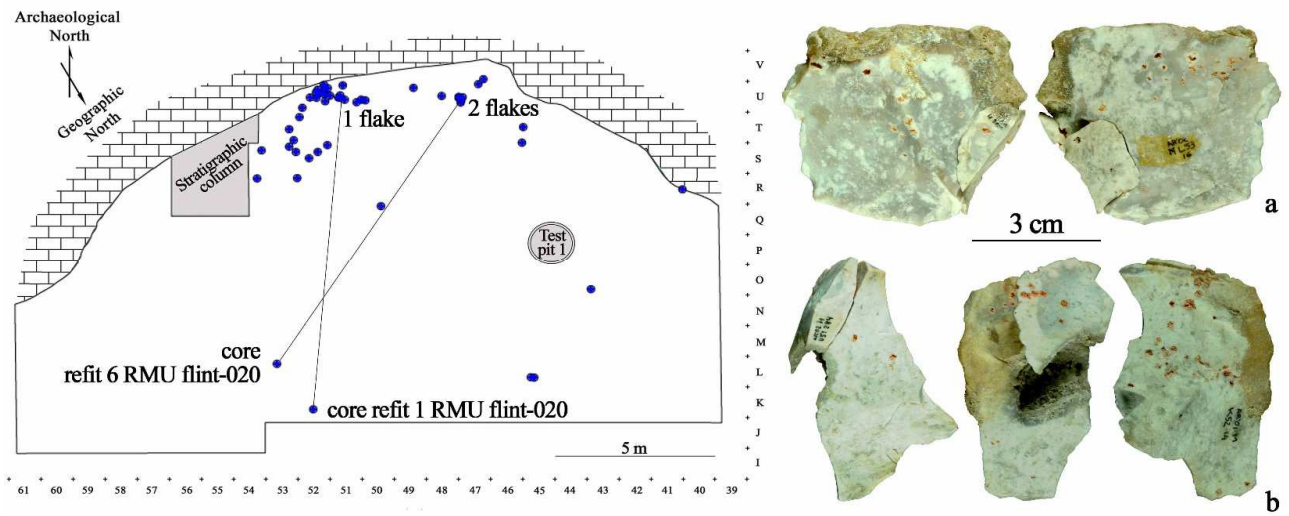 Archaeological
North
Geographic
North
Stratigraphic
column
1 flake
2 flakes
Test
pit 1
core
refit 6 RMU flint-020
core refit 1 RMU flint-020
5 m
V
U
T
S
R
Q
P
O
N
M
L
K
J
I
61 60 59 58 57 56 55 54 53 52 51 50 49 48 47 46 45 44 43 42 41 40 39
a
3 cm
b